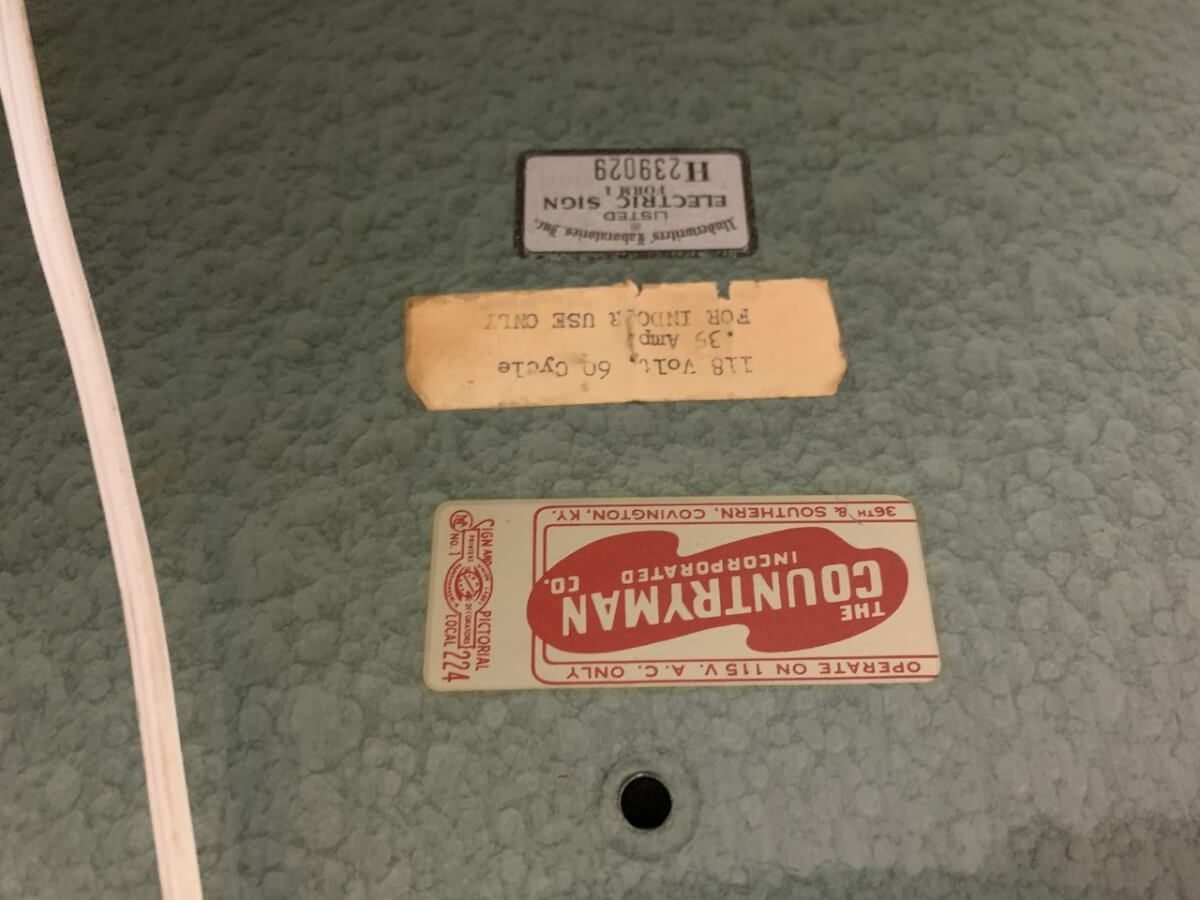 OPERATE ON 115 V. A.C. ONLY
THE
COUNTRYMAN
INCORPORATED CO.
36TH & SOUTHERN, COVINGTON, KY.
SIGN AND PICTORIAL
No. 1 LOCAL 224
118 Volt, 60 Cycle
.35 Amp.
FOR INDOOR USE ONLY
Underwriters' Laboratories, Inc.
®
LISTED
ELECTRIC SIGN
FORM 1
H239029